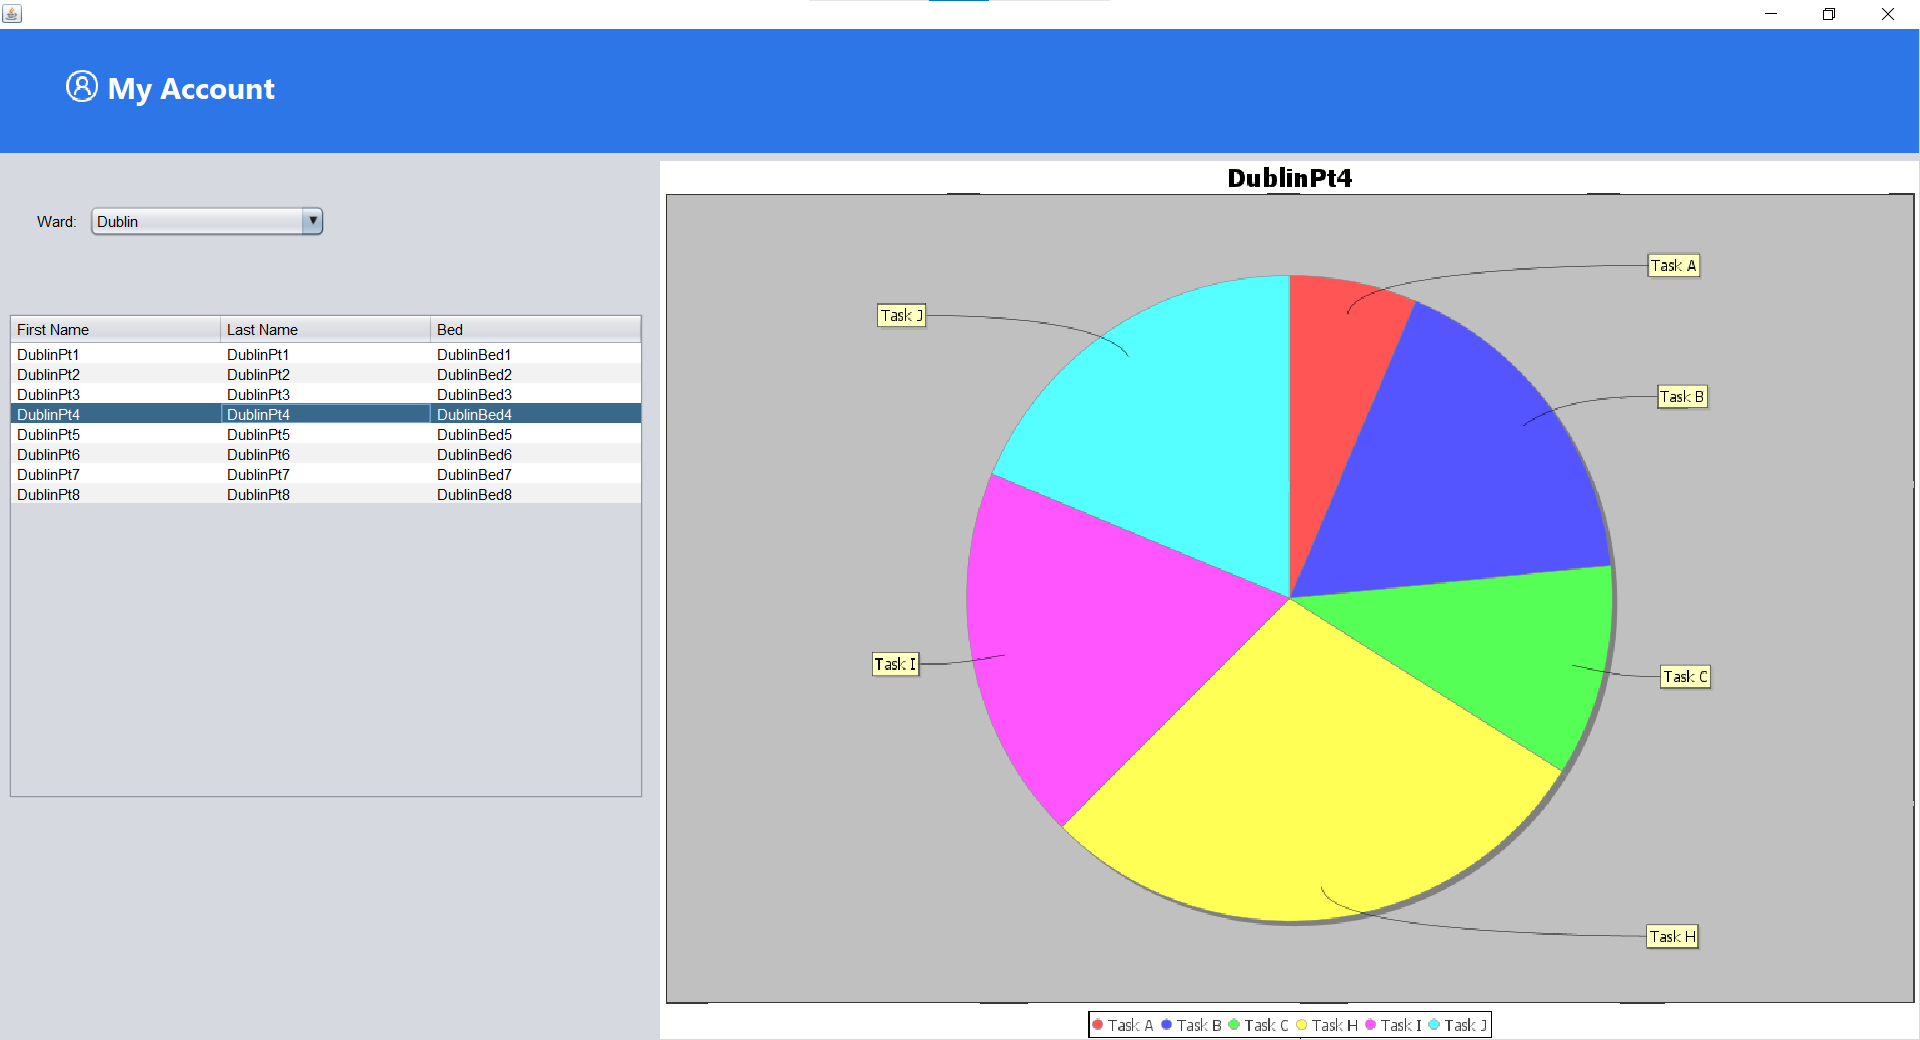 My Account
Ward: Dublin
First Name Last Name Bed
DublinPt1 DublinPt1 DublinBed1
DublinPt2 DublinPt2 DublinBed2
DublinPt3 DublinPt3 DublinBed3
DublinPt4 DublinPt4 DublinBed4
DublinPt5 DublinPt5 DublinBed5
DublinPt6 DublinPt6 DublinBed6
DublinPt7 DublinPt7 DublinBed7
DublinPt8 DublinPt8 DublinBed8
DublinPt4
Task A
Task J
Task B
Task I
Task C
Task H
Task A Task B Task C Task H Task I Task J